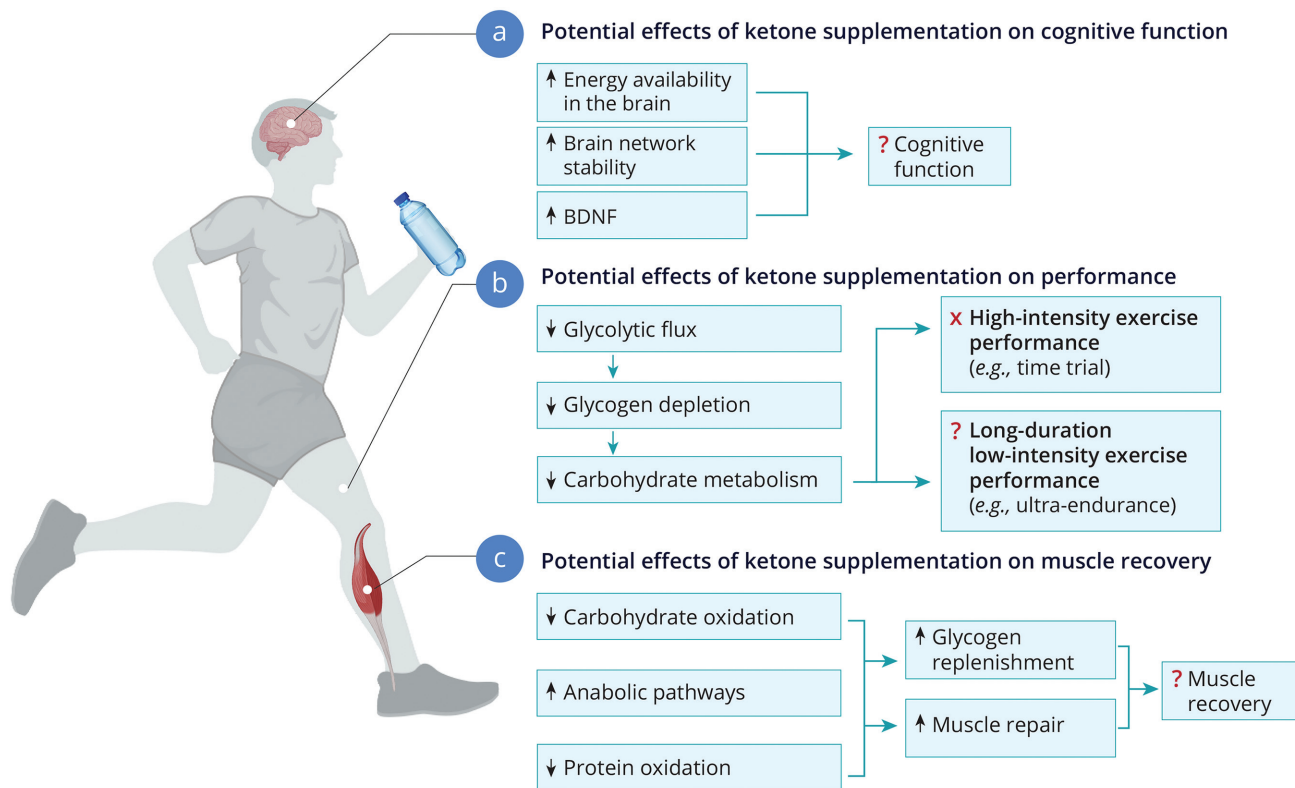 a
Potential effects of ketone supplementation on cognitive function
↑ Energy availability
in the brain
↑ Brain network
stability
↑ BDNF
? Cognitive
function
b
Potential effects of ketone supplementation on performance
↓ Glycolytic flux
↓ Glycogen depletion
↓ Carbohydrate metabolism
x High-intensity exercise
performance
(e.g., time trial)
? Long-duration
low-intensity exercise
performance
(e.g., ultra-endurance)
c
Potential effects of ketone supplementation on muscle recovery
↓ Carbohydrate oxidation
↑ Anabolic pathways
↓ Protein oxidation
↑ Glycogen
replenishment
↑ Muscle repair
? Muscle
recovery